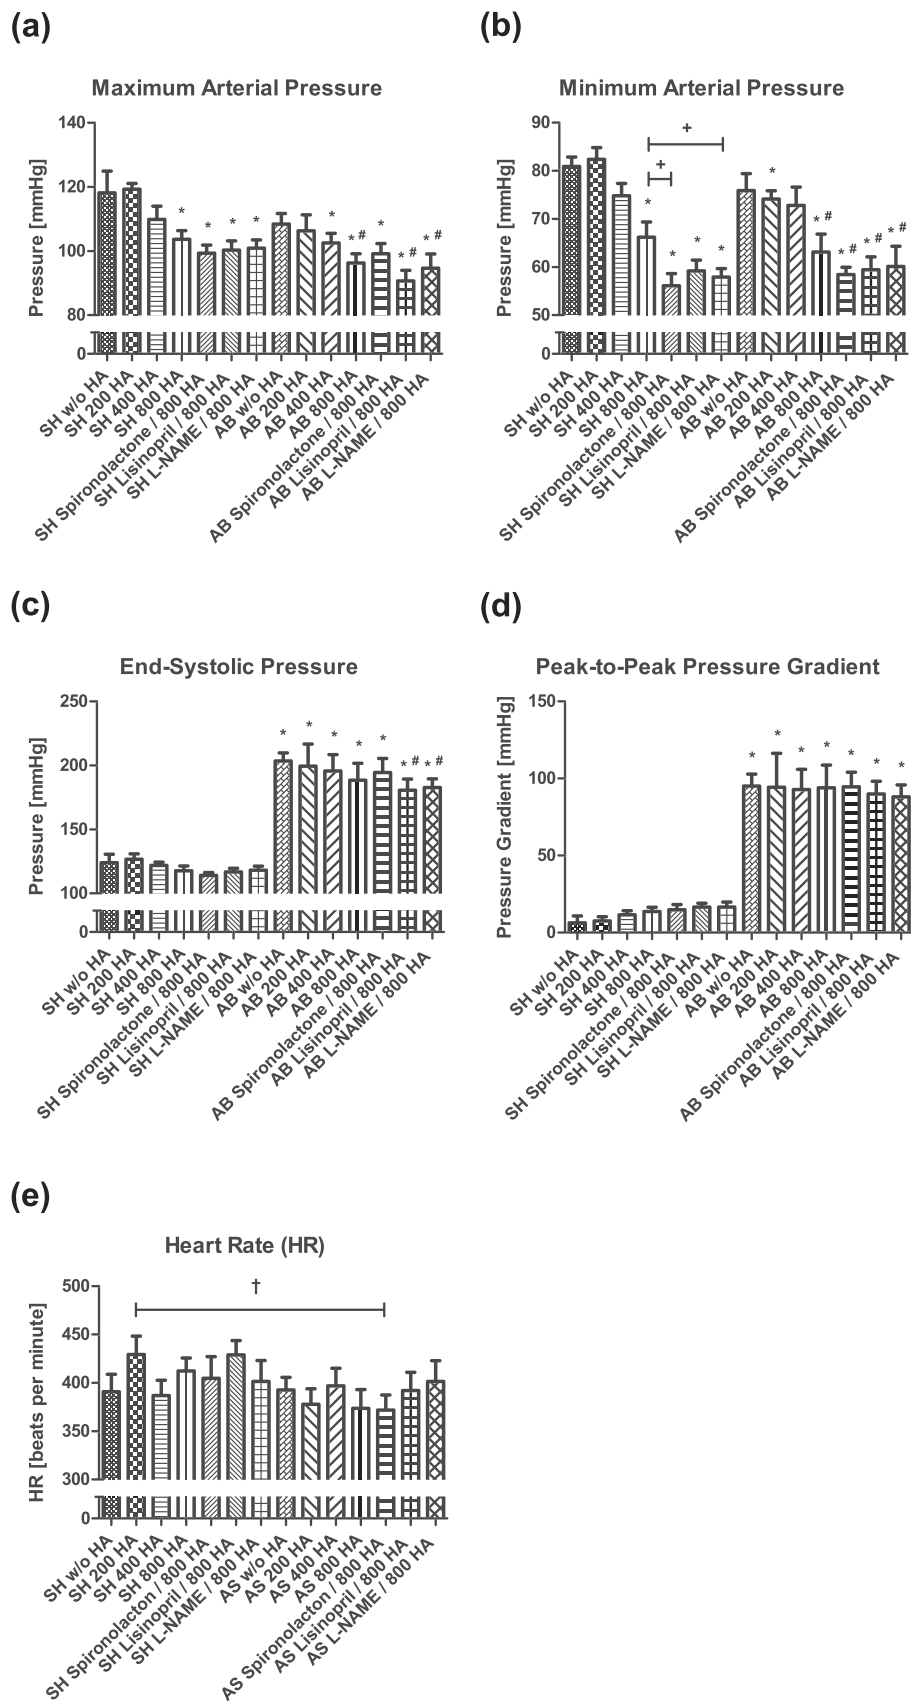 (a)
Maximum Arterial Pressure
Pressure [mmHg]
140
120
100
80
0
* * * * * * # * * # * #
SH w/o HA
SH 200 HA
SH 400 HA
SH 800 HA
SH Spironolactone / 800 HA
SH Lisinopril / 800 HA
SH L-NAME / 800 HA
AB w/o HA
AB 200 HA
AB 400 HA
AB 800 HA
AB Spironolactone / 800 HA
AB Lisinopril / 800 HA
AB L-NAME / 800 HA
(b)
Minimum Arterial Pressure
Pressure [mmHg]
90
80
70
60
50
0
+
+
* * * * * * # * # * # * #
SH w/o HA
SH 200 HA
SH 400 HA
SH 800 HA
SH Spironolactone / 800 HA
SH Lisinopril / 800 HA
SH L-NAME / 800 HA
AB w/o HA
AB 200 HA
AB 400 HA
AB 800 HA
AB Spironolactone / 800 HA
AB Lisinopril / 800 HA
AB L-NAME / 800 HA
(c)
End-Systolic Pressure
Pressure [mmHg]
250
200
150
100
0
* * * * * * # * #
SH w/o HA
SH 200 HA
SH 400 HA
SH 800 HA
SH Spironolactone / 800 HA
SH Lisinopril / 800 HA
SH L-NAME / 800 HA
AB w/o HA
AB 200 HA
AB 400 HA
AB 800 HA
AB Spironolactone / 800 HA
AB Lisinopril / 800 HA
AB L-NAME / 800 HA
(d)
Peak-to-Peak Pressure Gradient
Pressure Gradient [mmHg]
150
100
50
0
* * * * * * *
SH w/o HA
SH 200 HA
SH 400 HA
SH 800 HA
SH Spironolactone / 800 HA
SH Lisinopril / 800 HA
SH L-NAME / 800 HA
AB w/o HA
AB 200 HA
AB 400 HA
AB 800 HA
AB Spironolactone / 800 HA
AB Lisinopril / 800 HA
AB L-NAME / 800 HA
(e)
Heart Rate (HR)
HR [beats per minute]
500
450
400
350
300
0
†
SH w/o HA
SH 200 HA
SH 400 HA
SH 800 HA
SH Spironolacton / 800 HA
SH Lisinopril / 800 HA
SH L-NAME / 800 HA
AS w/o HA
AS 200 HA
AS 400 HA
AS 800 HA
AS Spironolacton / 800 HA
AS Lisinopril / 800 HA
AS L-NAME / 800 HA